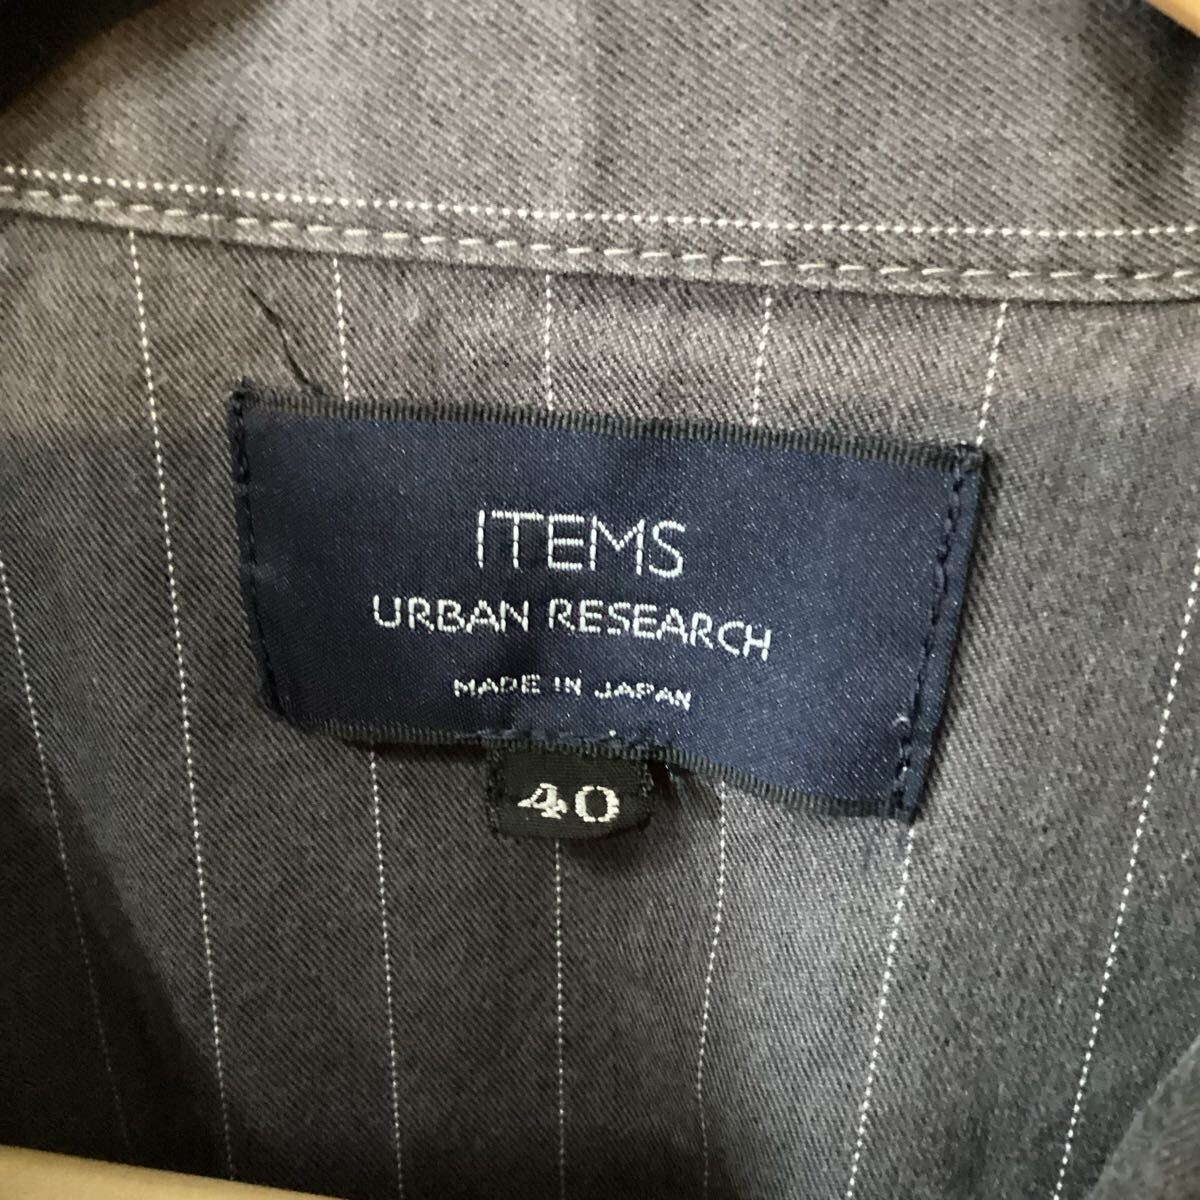 ITEMS
URBAN RESEARCH
MADE IN JAPAN
40